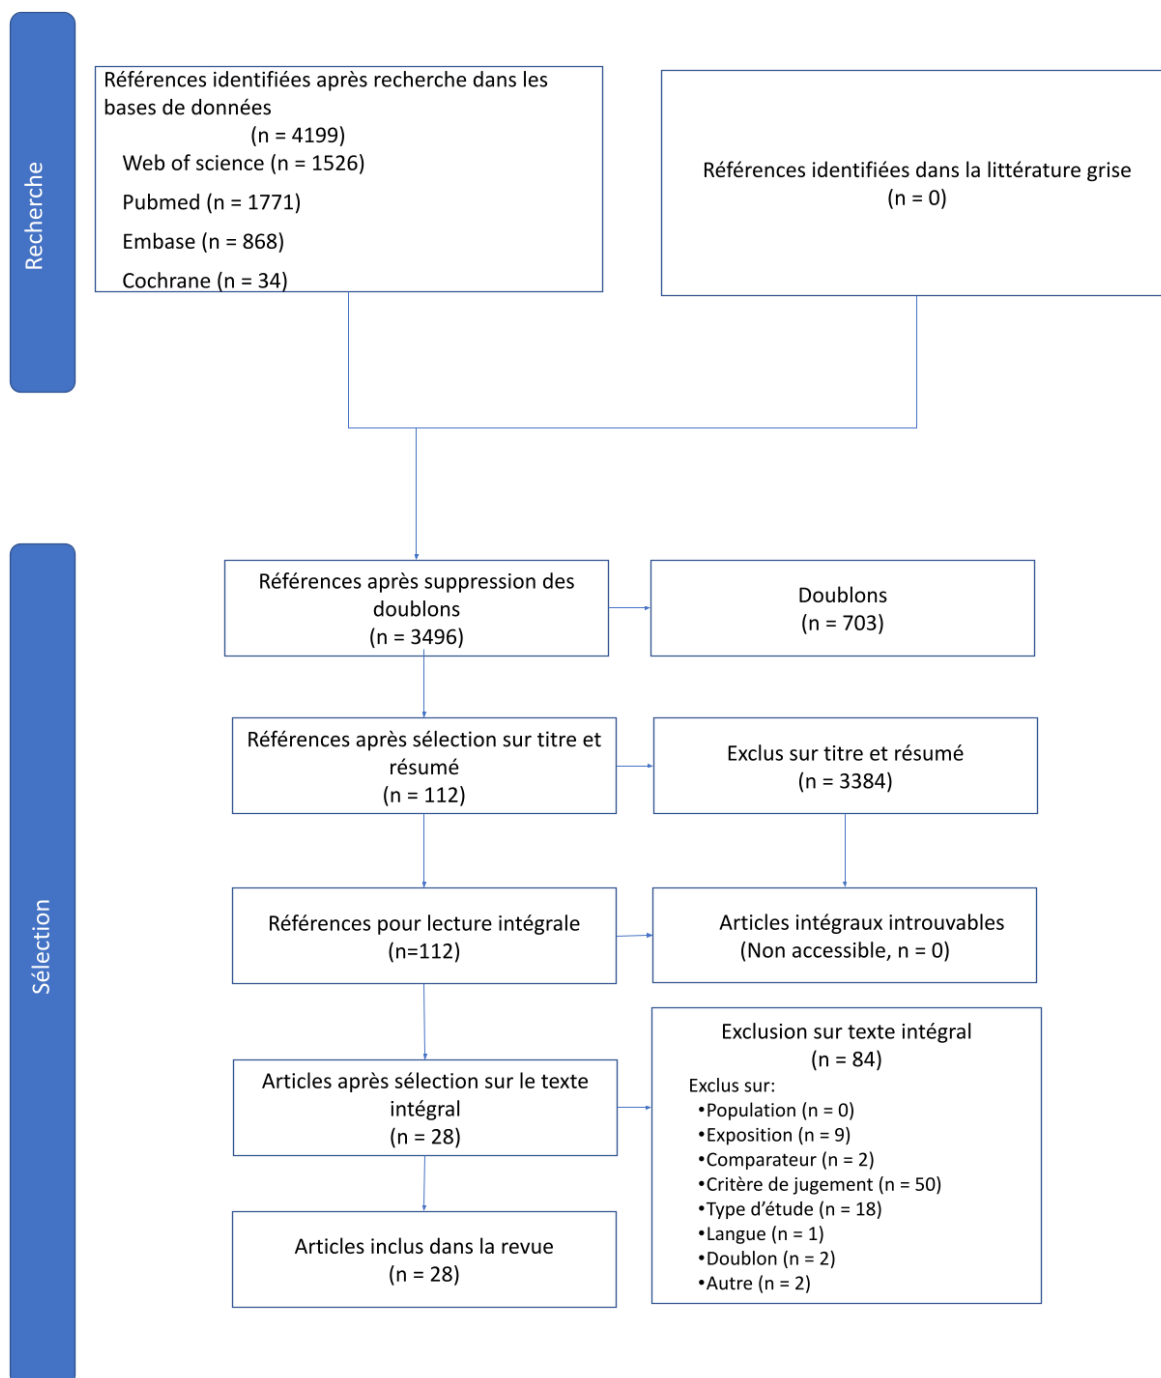 Recherche
Références identifiées après recherche dans les
bases de données
(n = 4199)
Web of science (n = 1526)
Pubmed (n = 1771)
Embase (n = 868)
Cochrane (n = 34)
Références identifiées dans la littérature grise
(n = 0)
Sélection
Références après suppression des
doublons
(n = 3496)
Doublons
(n = 703)
Références après sélection sur titre et
résumé
(n = 112)
Exclus sur titre et résumé
(n = 3384)
Références pour lecture intégrale
(n=112)
Articles intégraux introuvables
(Non accessible, n = 0)
Articles après sélection sur le texte
intégral
(n = 28)
Exclusion sur texte intégral
(n = 84)
Exclus sur:
•Population (n = 0)
•Exposition (n = 9)
•Comparateur (n = 2)
•Critère de jugement (n = 50)
•Type d’étude (n = 18)
•Langue (n = 1)
•Doublon (n = 2)
•Autre (n = 2)
Articles inclus dans la revue
(n = 28)